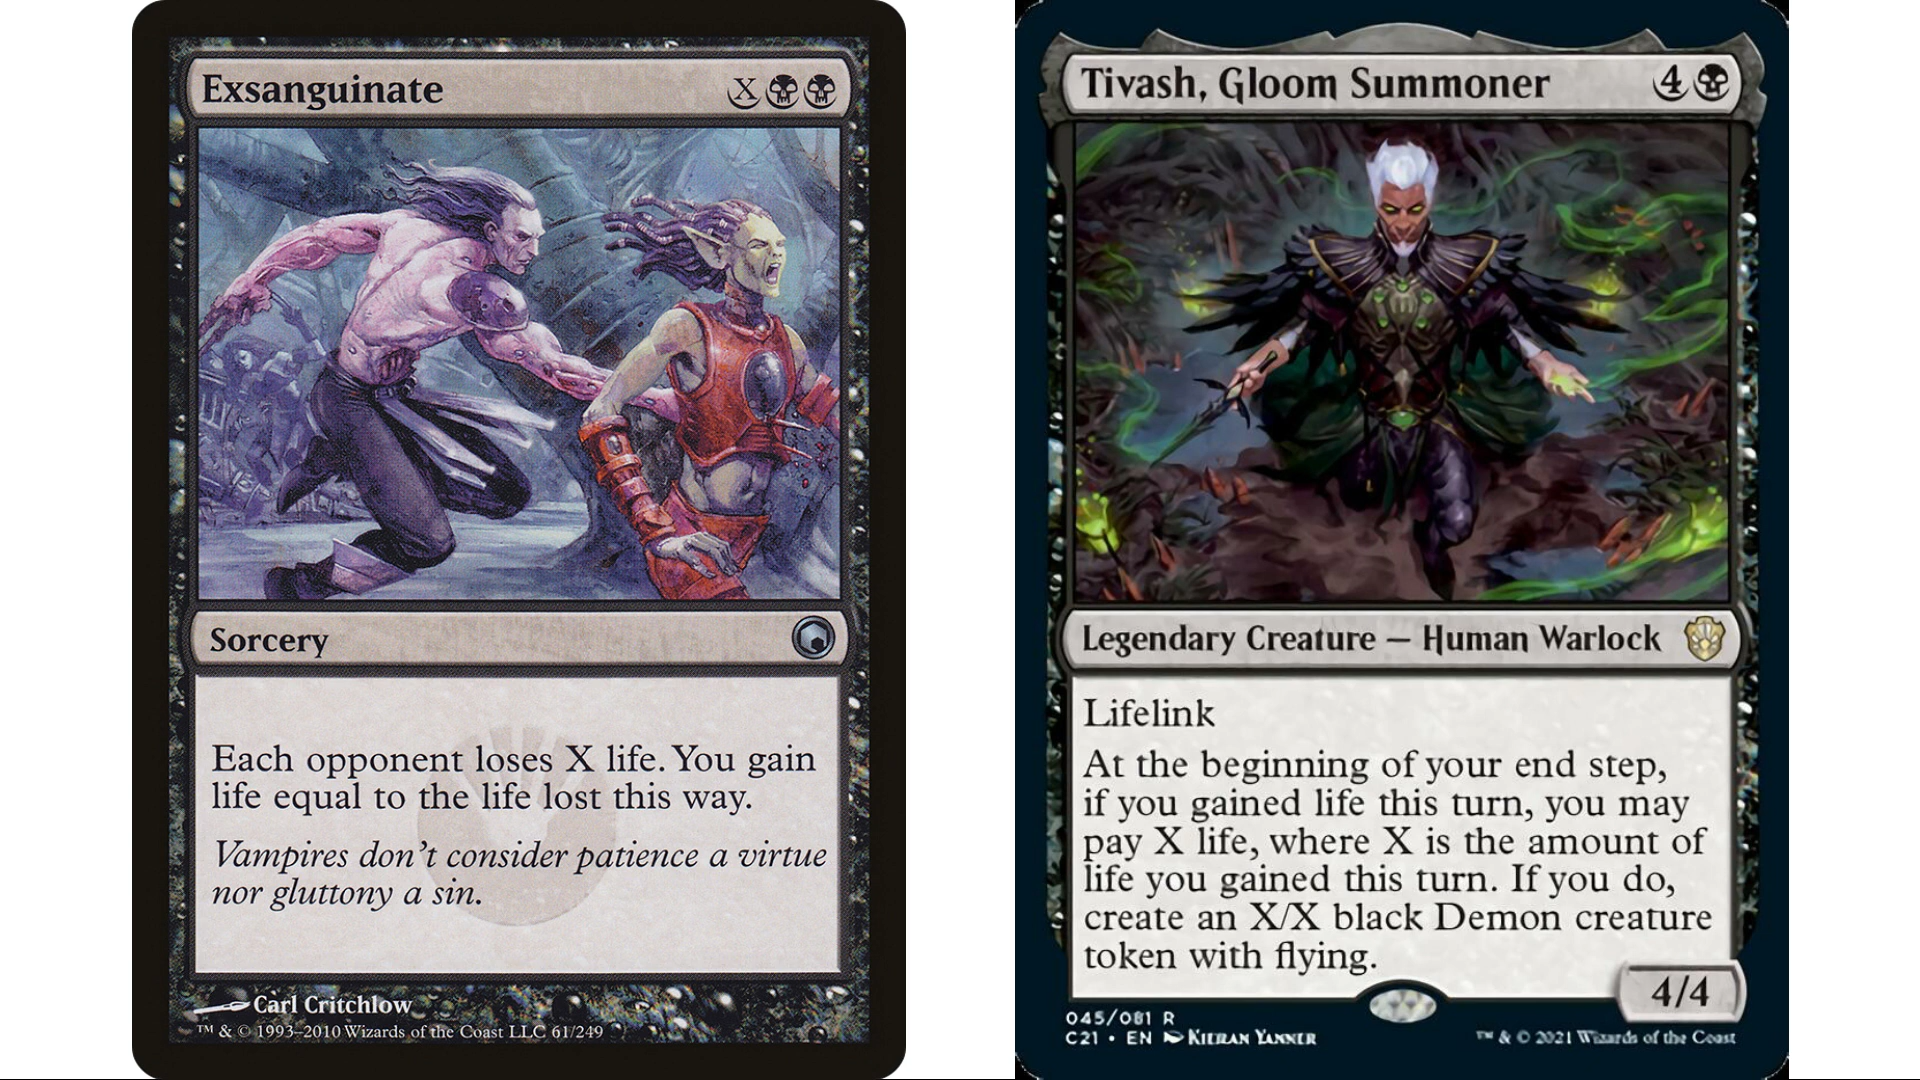 Exsanguinate X
Sorcery
Each opponent loses X life. You gain
life equal to the life lost this way.
Vampires don't consider patience a virtue
nor gluttony a sin.
Carl Critchlow
™ & © 1993–2010 Wizards of the Coast LLC 61/249
Tivash, Gloom Summoner 4
Legendary Creature — Human Warlock
Lifelink
At the beginning of your end step,
if you gained life this turn, you may
pay X life, where X is the amount of
life you gained this turn. If you do,
create an X/X black Demon creature
token with flying.
4/4
045/081 R
C21 • EN Kieran Yanner
™ & © 2021 Wizards of the Coast